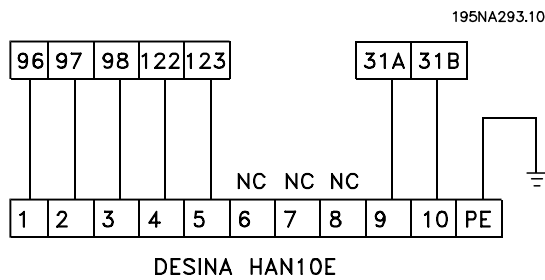 195NA293.10
96 97 98 122 123 31A 31B
NC NC NC
1 2 3 4 5 6 7 8 9 10 PE
DESINA HAN10E